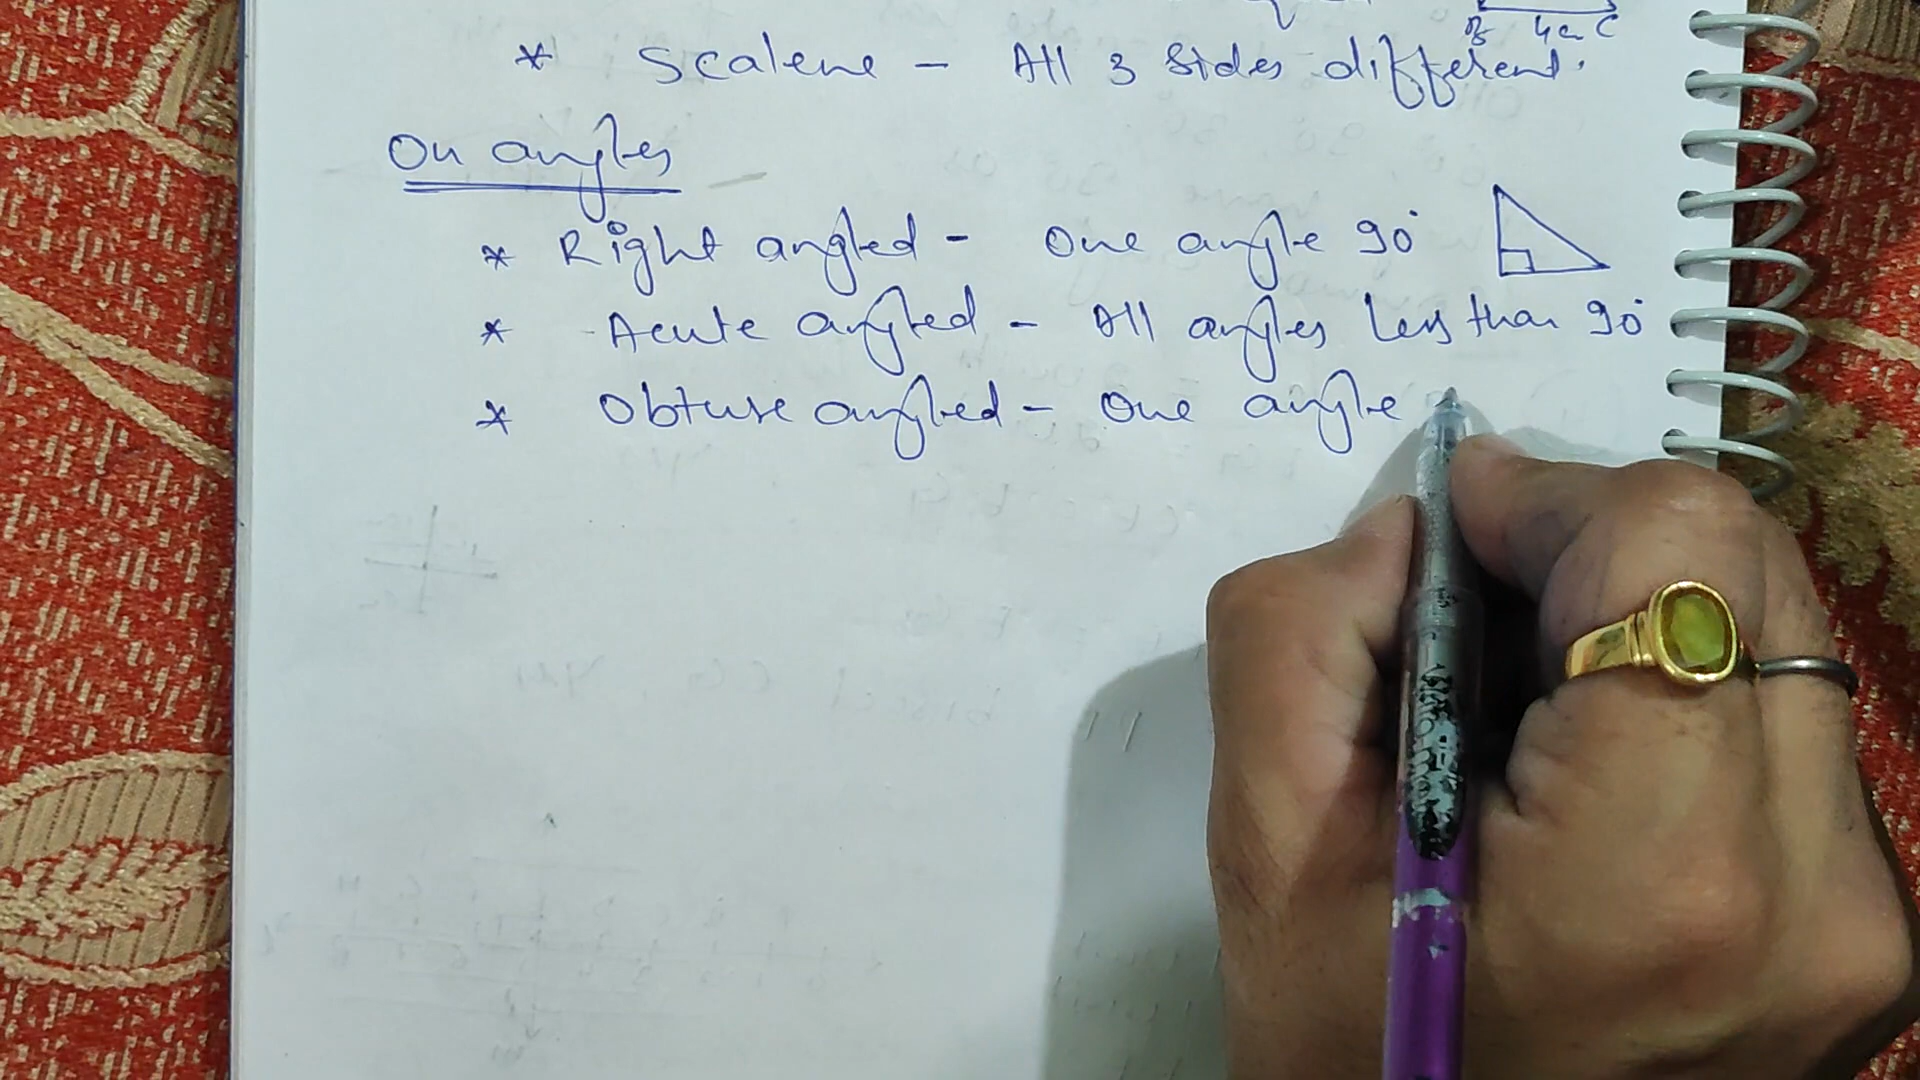 B 4cm C
* Scalene - All 3 sides different.
On angles
* Right angled - One angle 90°
* Acute angled - All angles less than 90°
* Obtuse angled - One angle